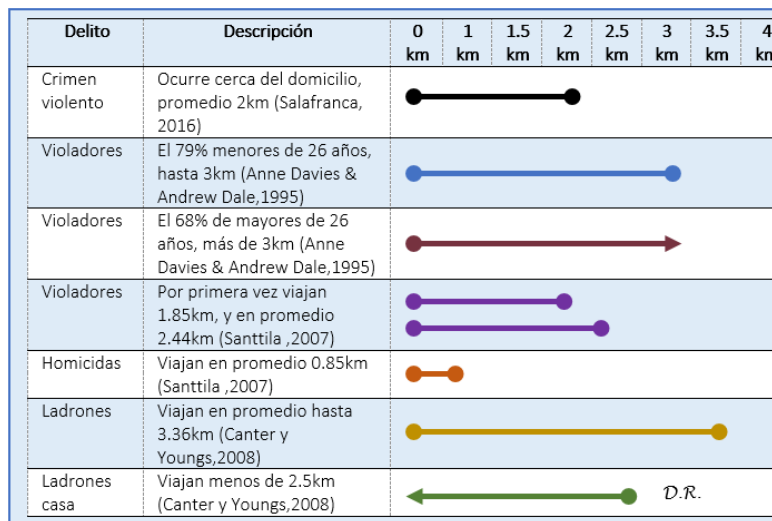 Delito Descripción 0 km 1 km 1.5 km 2 km 2.5 km 3 km 3.5 km 4 km
Crimen violento
Ocurre cerca del domicilio,
promedio 2km (Salafranca,
2016)
Violadores
El 79% menores de 26 años,
hasta 3km (Anne Davies &
Andrew Dale,1995)
Violadores
El 68% de mayores de 26
años, más de 3km (Anne
Davies & Andrew Dale,1995)
Violadores
Por primera vez viajan
1.85km, y en promedio
2.44km (Santtila ,2007)
Homicidas
Viajan en promedio 0.85km
(Santtila ,2007)
Ladrones
Viajan en promedio hasta
3.36km (Canter y
Youngs,2008)
Ladrones
casa
Viajan menos de 2.5km
(Canter y Youngs,2008)
D.R.